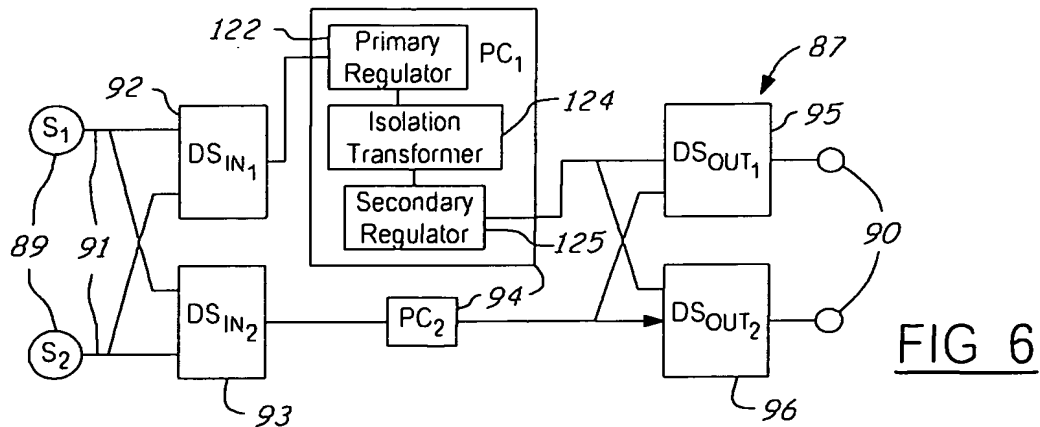 122
Primary
Regulator
PC1
87
92
124
95
S1
DSIN1
Isolation
Transformer
DSOUT1
Secondary
Regulator
125
89
91
90
94
DSIN2
PC2
DSOUT2
S2
93
96
FIG 6